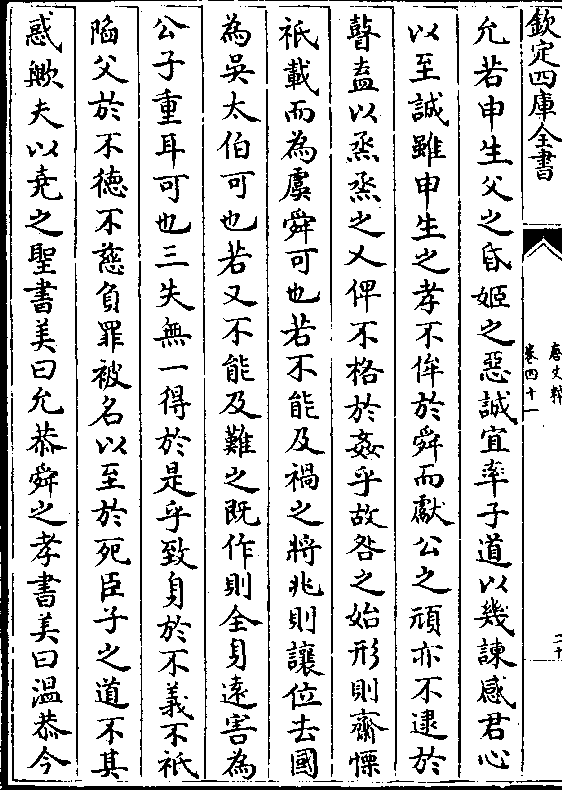 欽定四庫全書
唐文粹
卷四十一
二十
允若申生父之昏姬之惡誠宜率子道以幾諫感君心
以至誠雖申生之孝不侔於舜而獻公之頑亦不逮於
瞽盍以烝烝之乂俾不格於姦乎故咎之始形則齋慄
祇載而為虞舜可也若不能及禍之將兆則讓位去國
為吳太伯可也若又不能及難之既作則全身遠害為
公子重耳可也三失無一得於是乎致身於不義不祇
陷父於不德不慈負罪被名以至於死臣子之道不其
惑歟夫以堯之聖書美曰允恭舜之孝書美曰溫恭今